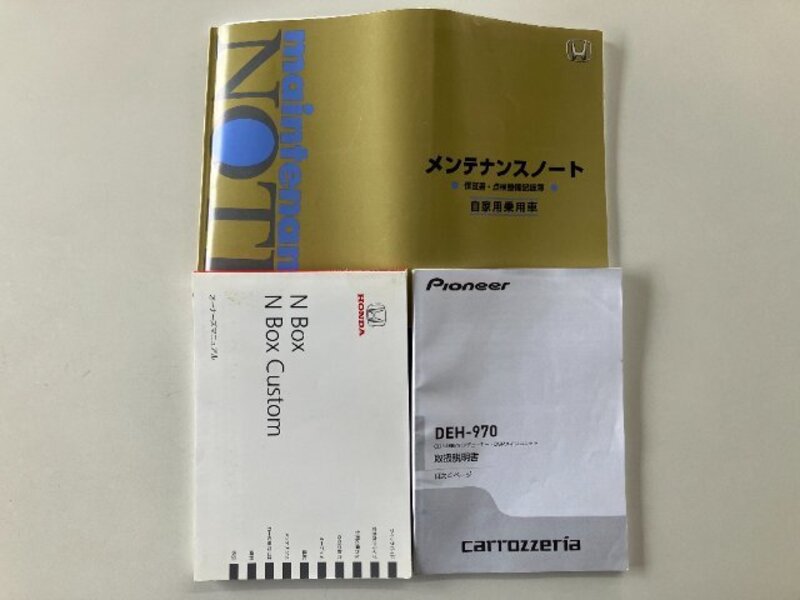 maintenan
NOT
メンテナンスノート
保証書・点検整備記録簿
自家用乗用車
HONDA
N Box
N Box Custom
オーナーズマニュアル
Pioneer
DEH-970
取扱説明書
carrozzeria